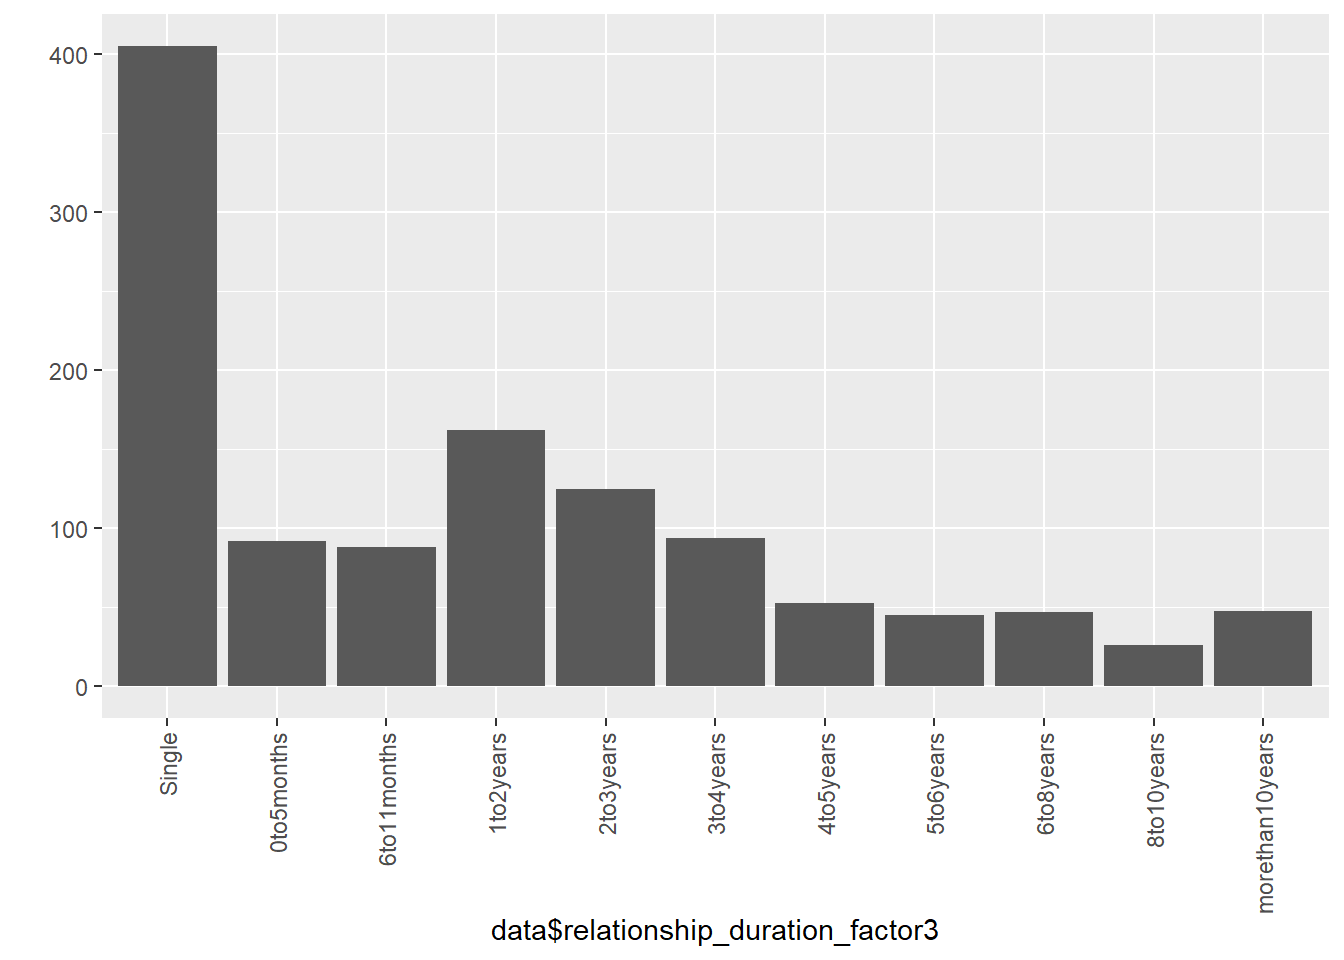 400
300
200
100
0
Single
0to5months
6to11months
1to2years
2to3years
3to4years
4to5years
5to6years
6to8years
8to10years
morethan10years
data$relationship_duration_factor3